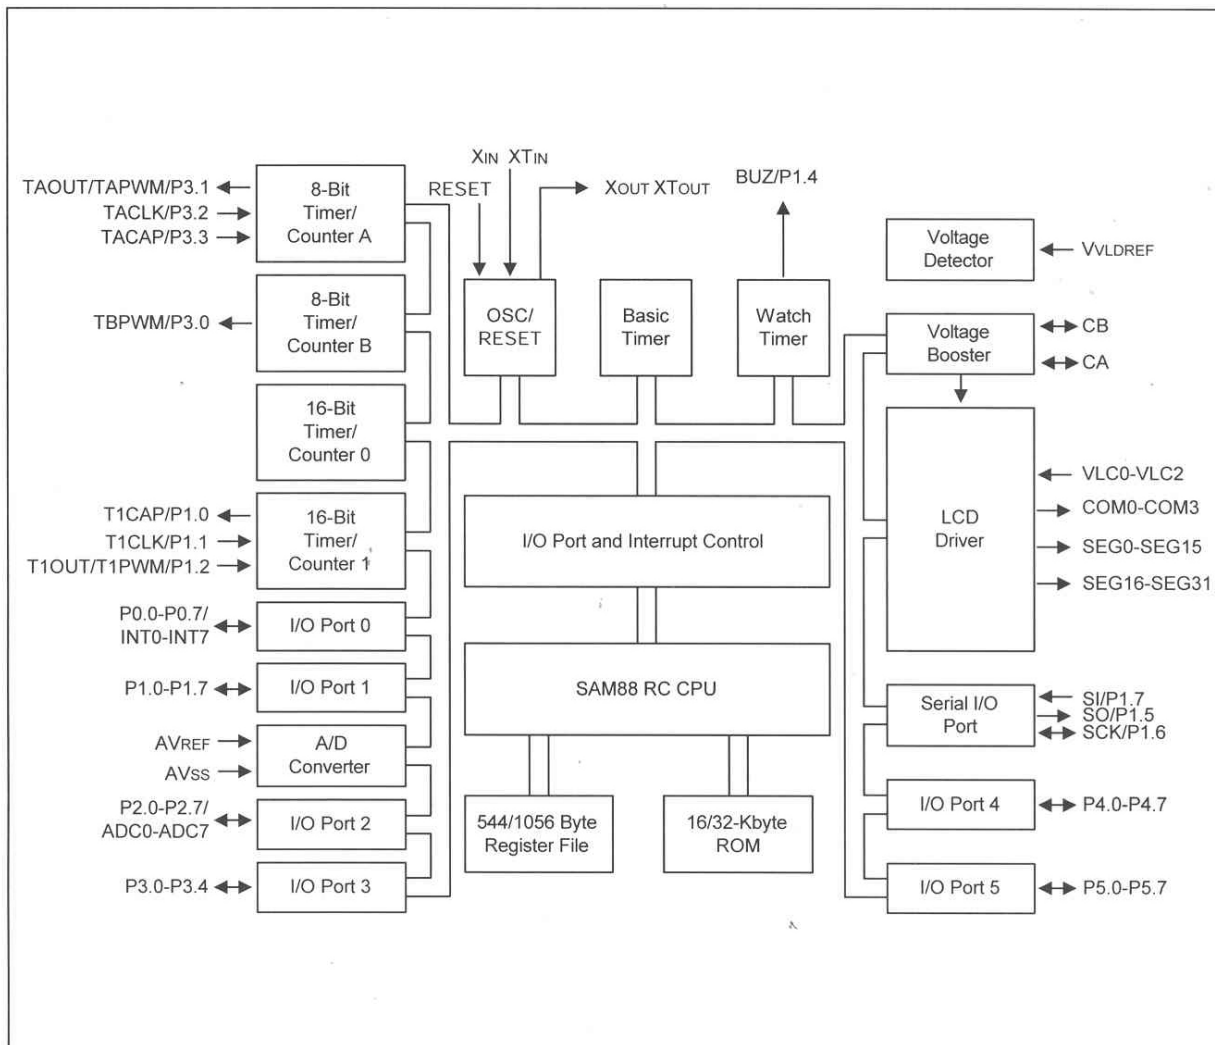 XIN XTIN
RESET
XOUT XTOUT
BUZ/P1.4
TAOUT/TAPWM/P3.1
TACLK/P3.2
TACAP/P3.3
8-Bit
Timer/
Counter A
TBPWM/P3.0
8-Bit
Timer/
Counter B
16-Bit
Timer/
Counter 0
T1CAP/P1.0
T1CLK/P1.1
T1OUT/T1PWM/P1.2
16-Bit
Timer/
Counter 1
P0.0-P0.7/
INT0-INT7
I/O Port 0
P1.0-P1.7
I/O Port 1
AVREF
AVSS
A/D
Converter
P2.0-P2.7/
ADC0-ADC7
I/O Port 2
P3.0-P3.4
I/O Port 3
OSC/
RESET
Basic
Timer
Watch
Timer
I/O Port and Interrupt Control
SAM88 RC CPU
544/1056 Byte
Register File
16/32-Kbyte
ROM
Voltage
Detector
VVLDREF
Voltage
Booster
CB
CA
LCD
Driver
VLC0-VLC2
COM0-COM3
SEG0-SEG15
SEG16-SEG31
Serial I/O
Port
SI/P1.7
SO/P1.5
SCK/P1.6
I/O Port 4
P4.0-P4.7
I/O Port 5
P5.0-P5.7